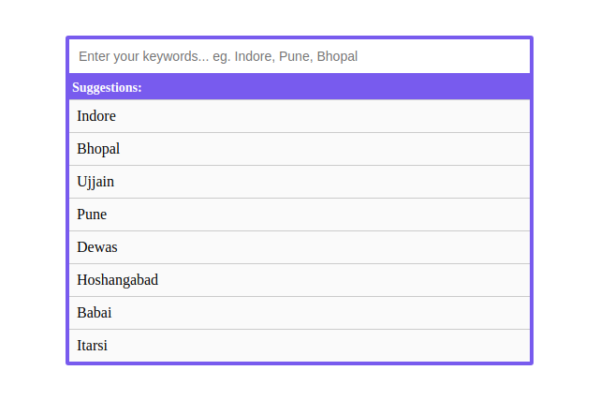 Enter your keywords... eg. Indore, Pune, Bhopal
Suggestions:
Indore
Bhopal
Ujjain
Pune
Dewas
Hoshangabad
Babai
Itarsi